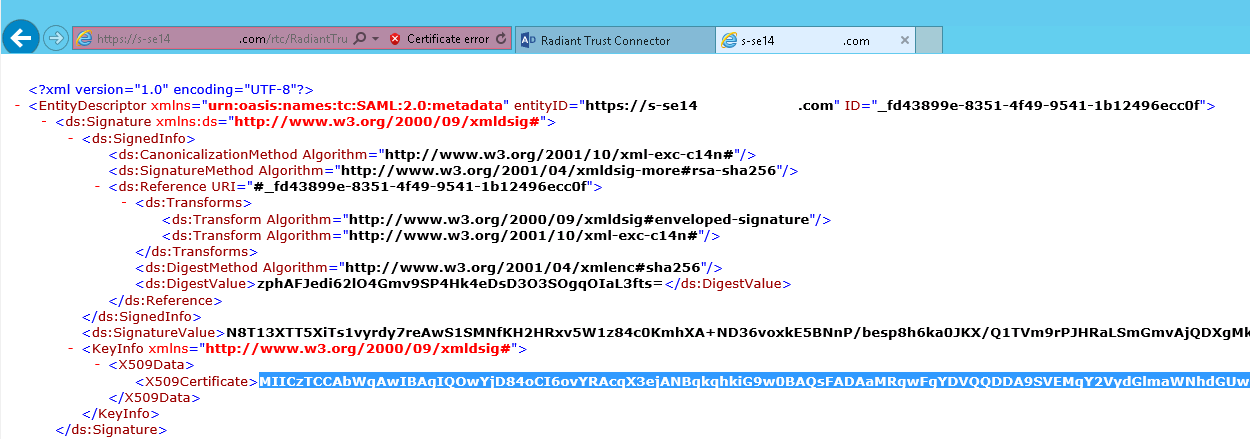 https://s-se14 .com/rtc/RadiantTru Certificate error Radiant Trust Connector s-se14 .com
<?xml version="1.0" encoding="UTF-8"?>
- <EntityDescriptor xmlns="urn:oasis:names:tc:SAML:2.0:metadata" entityID="https://s-se14 .com" ID="_fd43899e-8351-4f49-9541-1b12496ecc0f">
- <ds:Signature xmlns:ds="http://www.w3.org/2000/09/xmldsig#">
- <ds:SignedInfo>
<ds:CanonicalizationMethod Algorithm="http://www.w3.org/2001/10/xml-exc-c14n#"/>
<ds:SignatureMethod Algorithm="http://www.w3.org/2001/04/xmldsig-more#rsa-sha256"/>
- <ds:Reference URI="#_fd43899e-8351-4f49-9541-1b12496ecc0f">
- <ds:Transforms>
<ds:Transform Algorithm="http://www.w3.org/2000/09/xmldsig#enveloped-signature"/>
<ds:Transform Algorithm="http://www.w3.org/2001/10/xml-exc-c14n#"/>
</ds:Transforms>
<ds:DigestMethod Algorithm="http://www.w3.org/2001/04/xmlenc#sha256"/>
<ds:DigestValue>zphAFJedi62lO4Gmv9SP4Hk4eDsD3O3SOgqOIaL3fts=</ds:DigestValue>
</ds:Reference>
</ds:SignedInfo>
<ds:SignatureValue>N8T13XTT5XiTs1vyrdy7reAwS1SMNfKH2HRxv5W1z84c0KmhXA+ND36voxkE5BNnP/besp8h6ka0JKX/Q1TVm9rPJHRaLSmGmvAjQDXgMk
- <KeyInfo xmlns="http://www.w3.org/2000/09/xmldsig#">
- <X509Data>
<X509Certificate>MIICzTCCAbWgAwIBAgIQOwYjD84oCI6ovYRAcqX3ejANBgkqhkiG9w0BAQsFADAaMRgwFgYDVQQDDA9SVEMgY2VydGlmaWNhdGUw
</X509Data>
</KeyInfo>
</ds:Signature>